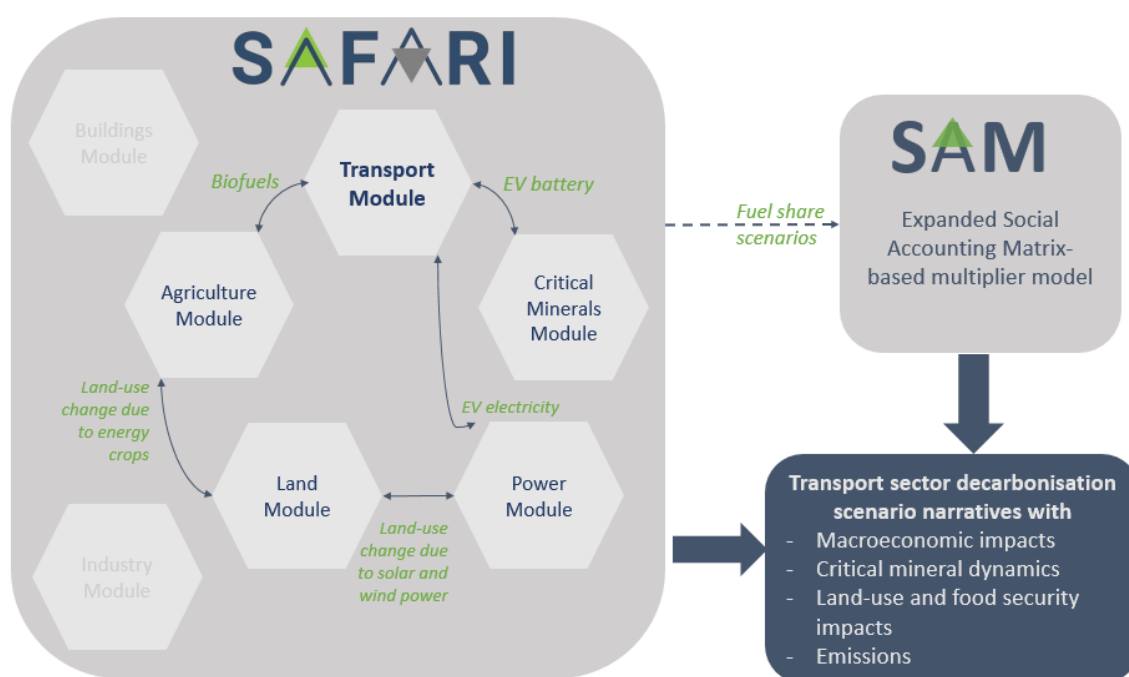 SAFARI
Buildings
Module
Transport
Module
Biofuels
EV battery
Agriculture
Module
Critical
Minerals
Module
Land-use
change due
to energy
crops
EV electricity
Land
Module
Power
Module
Land-use
change due
to solar and
wind power
Industry
Module
Fuel share
scenarios
SAM
Expanded Social
Accounting Matrix-
based multiplier model
Transport sector decarbonisation
scenario narratives with
- Macroeconomic impacts
- Critical mineral dynamics
- Land-use and food security
impacts
- Emissions